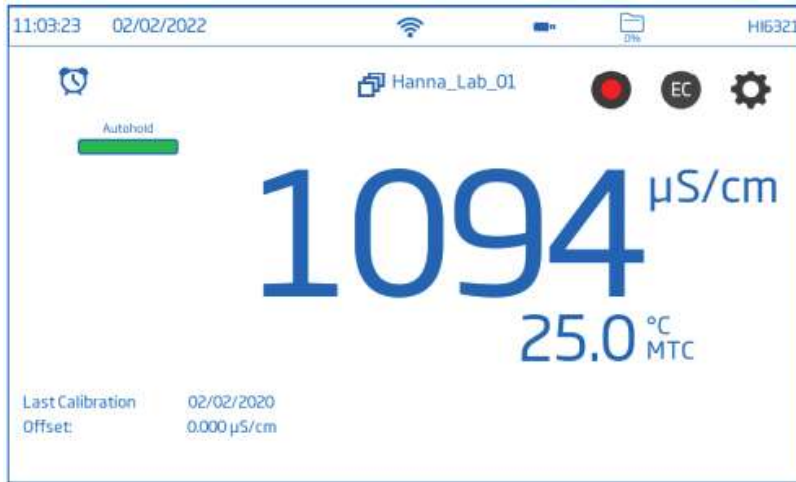 11:03:23 02/02/2022 0% HI6321
Hanna_Lab_01 EC
Autohold
1094 µS/cm
25.0 °C
MTC
Last Calibration 02/02/2020
Offset: 0.000 µS/cm